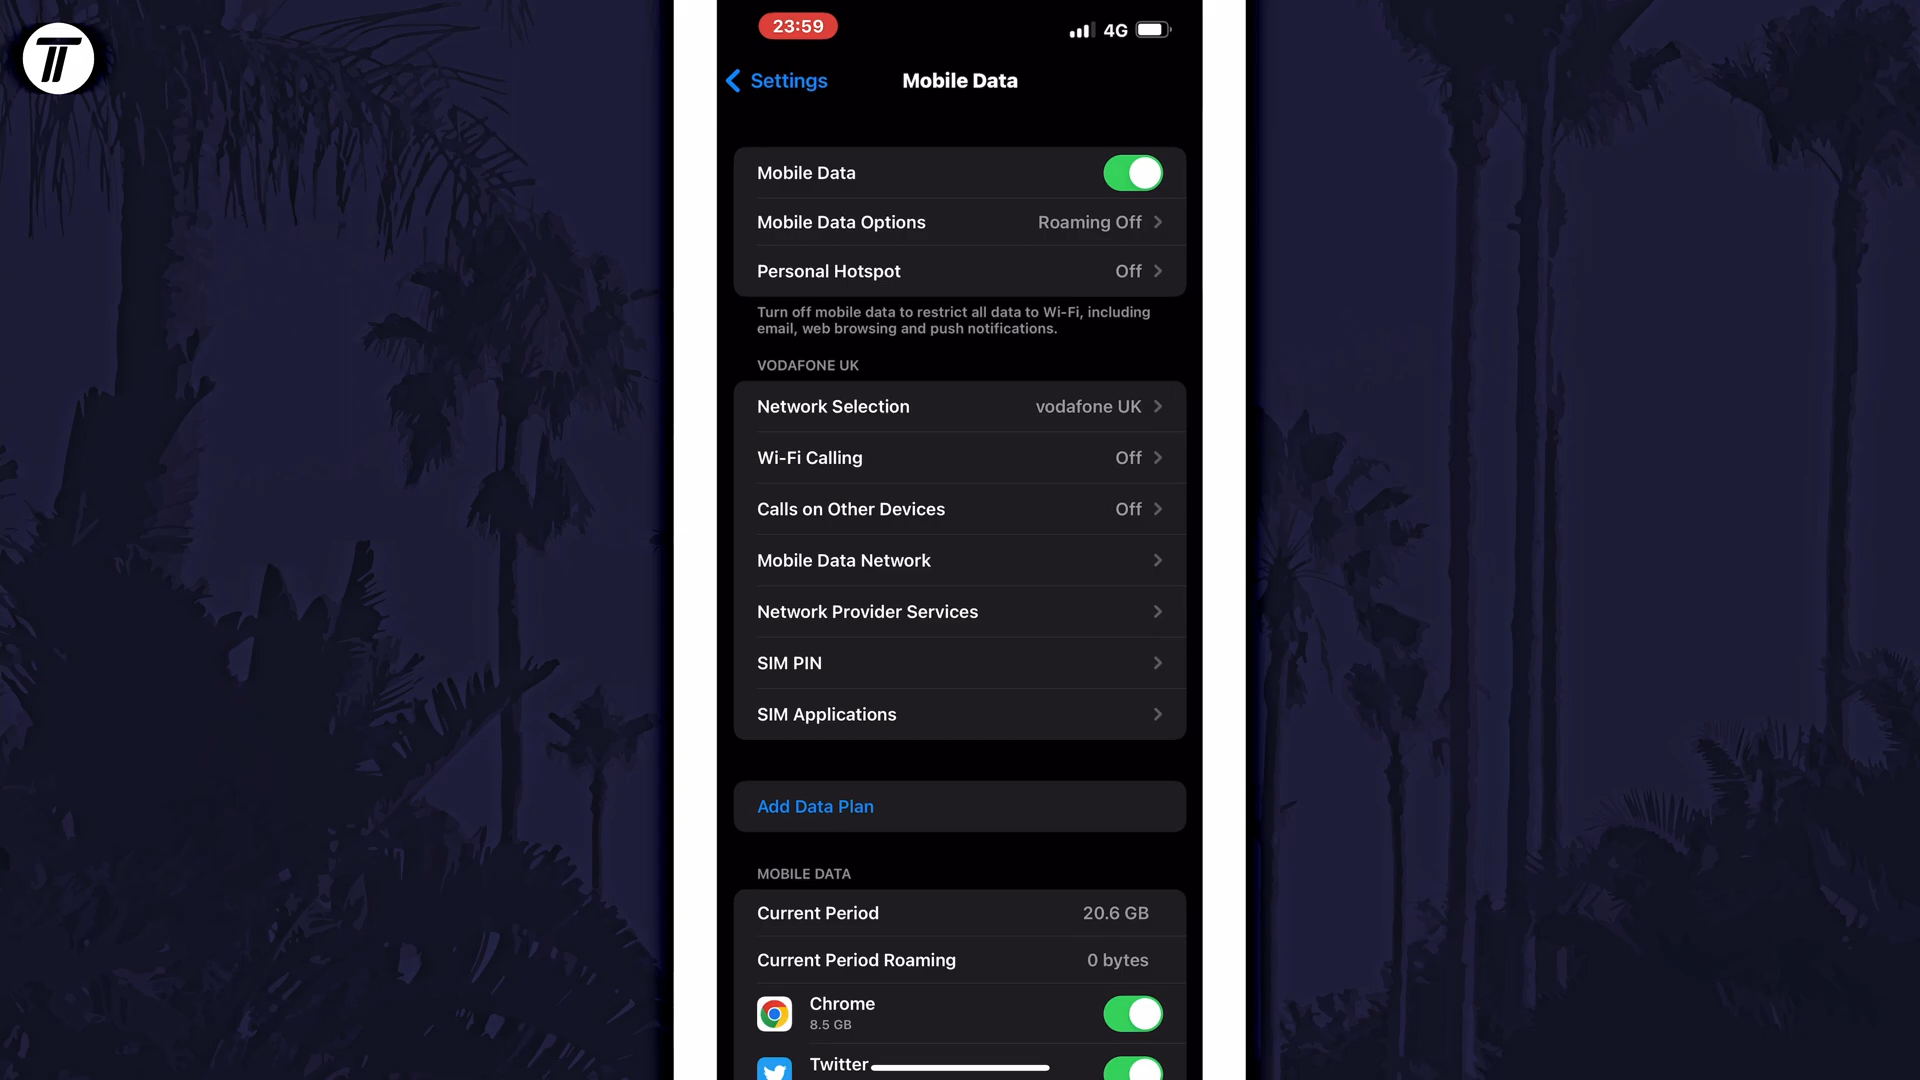 23:59
4G
Settings
Mobile Data
Mobile Data
Mobile Data Options
Roaming Off
Personal Hotspot
Off
Turn off mobile data to restrict all data to Wi-Fi, including
email, web browsing and push notifications.
VODAFONE UK
Network Selection
vodafone UK
Wi-Fi Calling
Off
Calls on Other Devices
Off
Mobile Data Network
Network Provider Services
SIM PIN
SIM Applications
Add Data Plan
MOBILE DATA
Current Period
20.6 GB
Current Period Roaming
0 bytes
Chrome
8.5 GB
Twitter